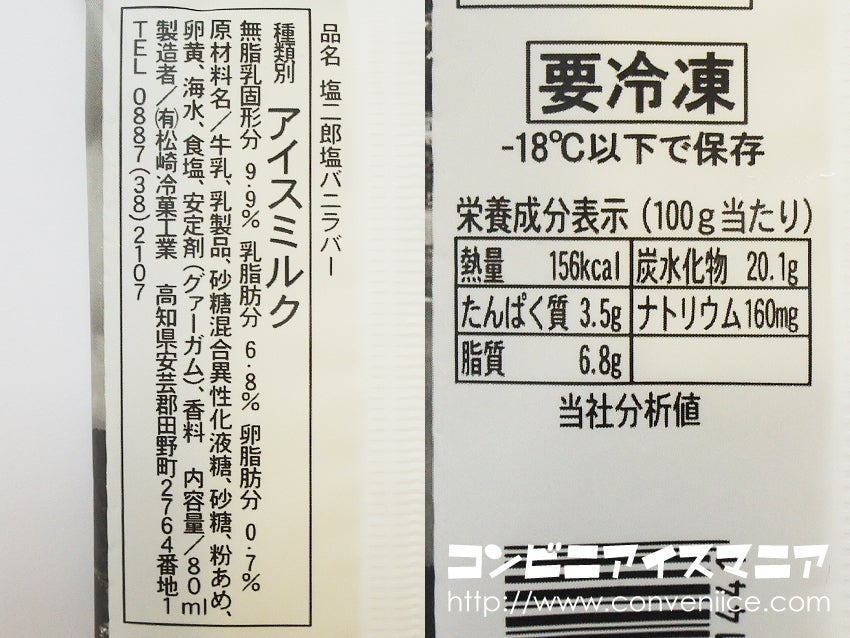 品名 塩二郎塩バニラバー
種類別 アイスミルク
無脂乳固形分 9.9% 乳脂肪分 6.8% 卵脂肪分 0.7%
原材料名/牛乳、乳製品、砂糖混合異性化液糖、砂糖、粉あめ、
卵黄、海水、食塩、安定剤(グァーガム)、香料 内容量/80ml
製造者/㈲松崎冷菓工業 高知県安芸郡田野町2764番地1
TEL 0887(38)2107
要冷凍
-18℃以下で保存
栄養成分表示(100g当たり)
熱量 156kcal 炭水化物 20.1g
たんぱく質 3.5g ナトリウム 160mg
脂質 6.8g
当社分析値
コンビニアイスマニア
http://www.conveniice.com/